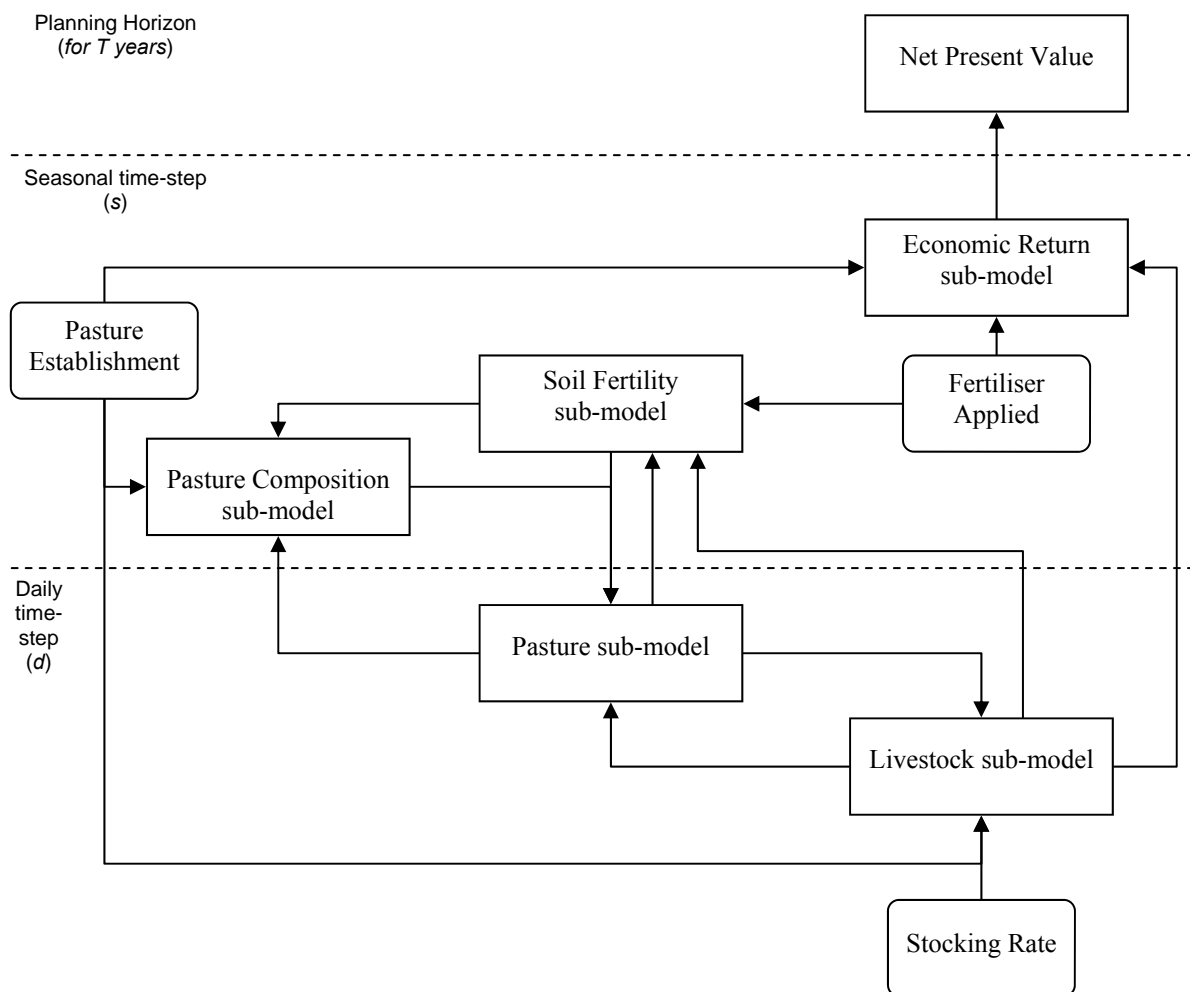 Planning Horizon
(for T years)
Net Present Value
Seasonal time-step
(s)
Economic Return
sub-model
Pasture
Establishment
Soil Fertility
sub-model
Fertiliser
Applied
Pasture Composition
sub-model
Daily
time-
step
(d)
Pasture sub-model
Livestock sub-model
Stocking Rate